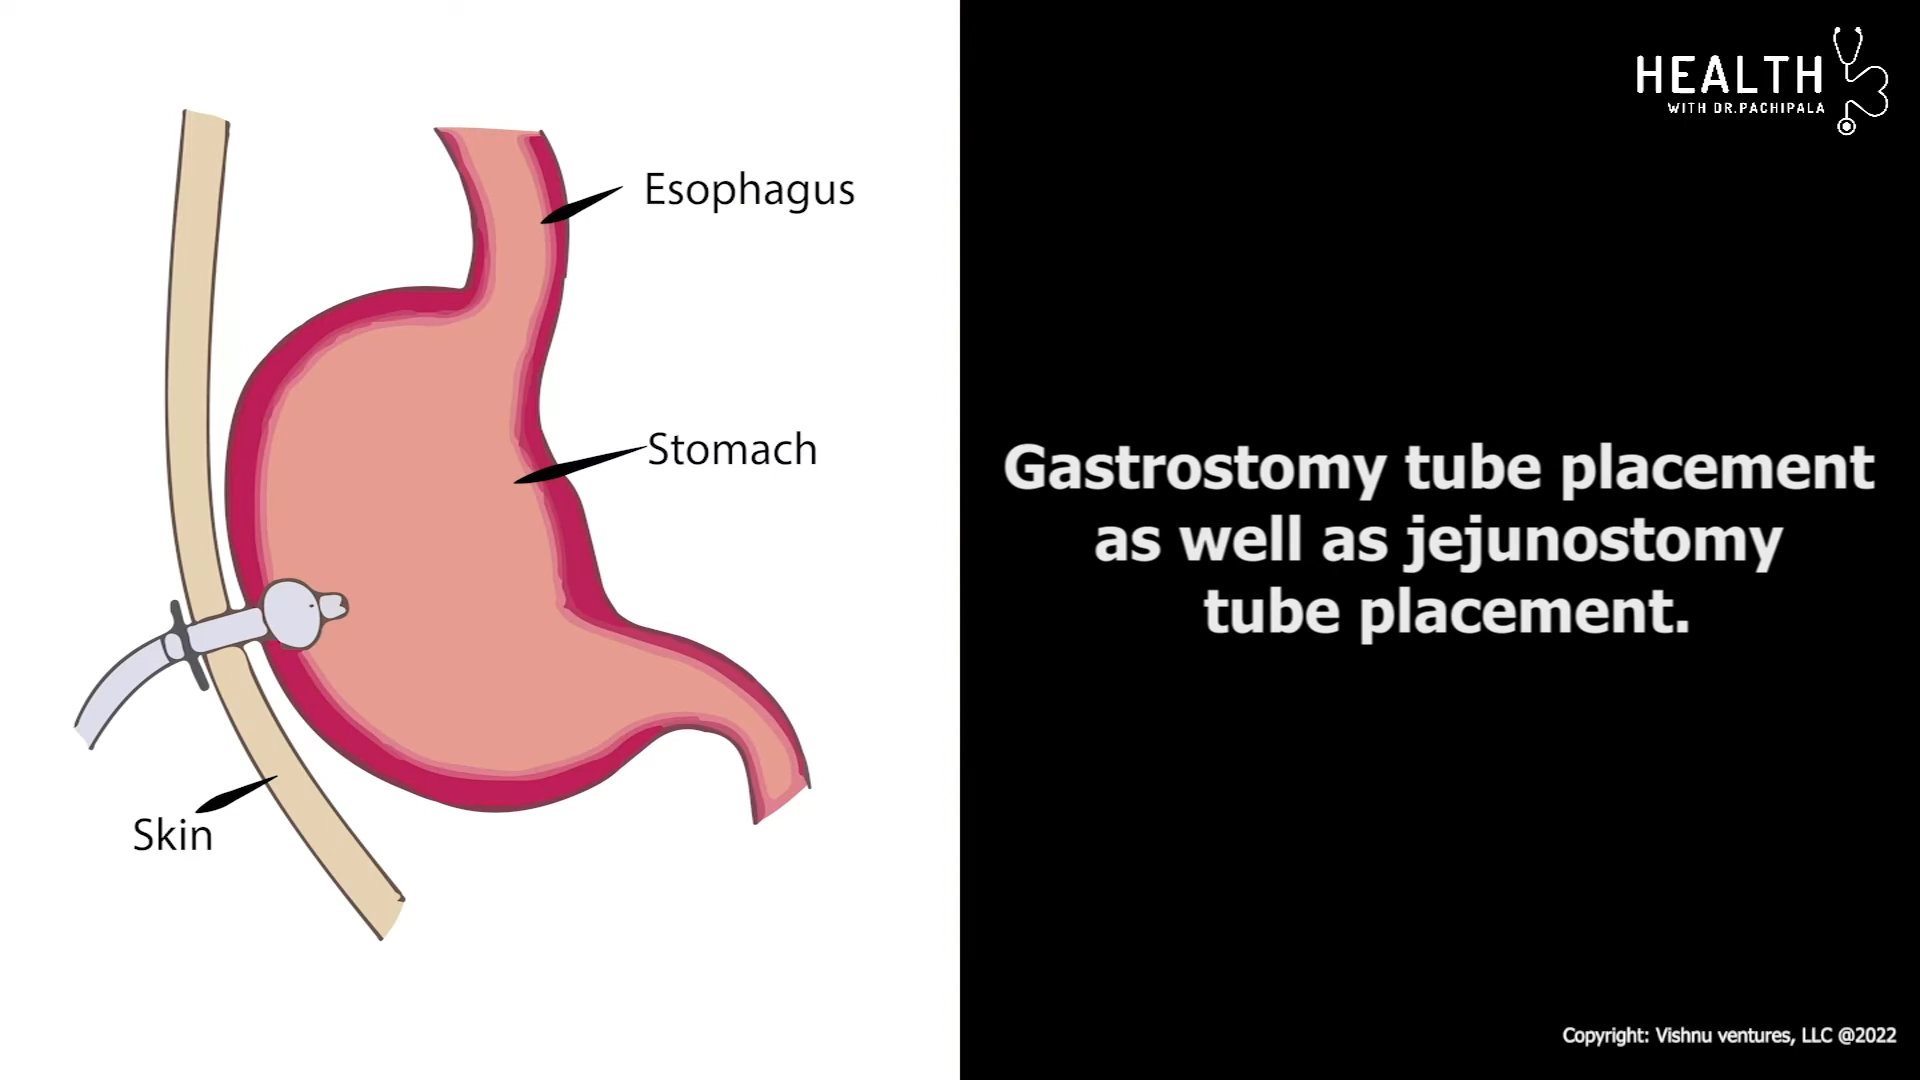 Esophagus
Stomach
Skin
HEALTH
WITH DR.PACHIPALA
Gastrostomy tube placement
as well as jejunostomy
tube placement.
Copyright: Vishnu ventures, LLC @2022